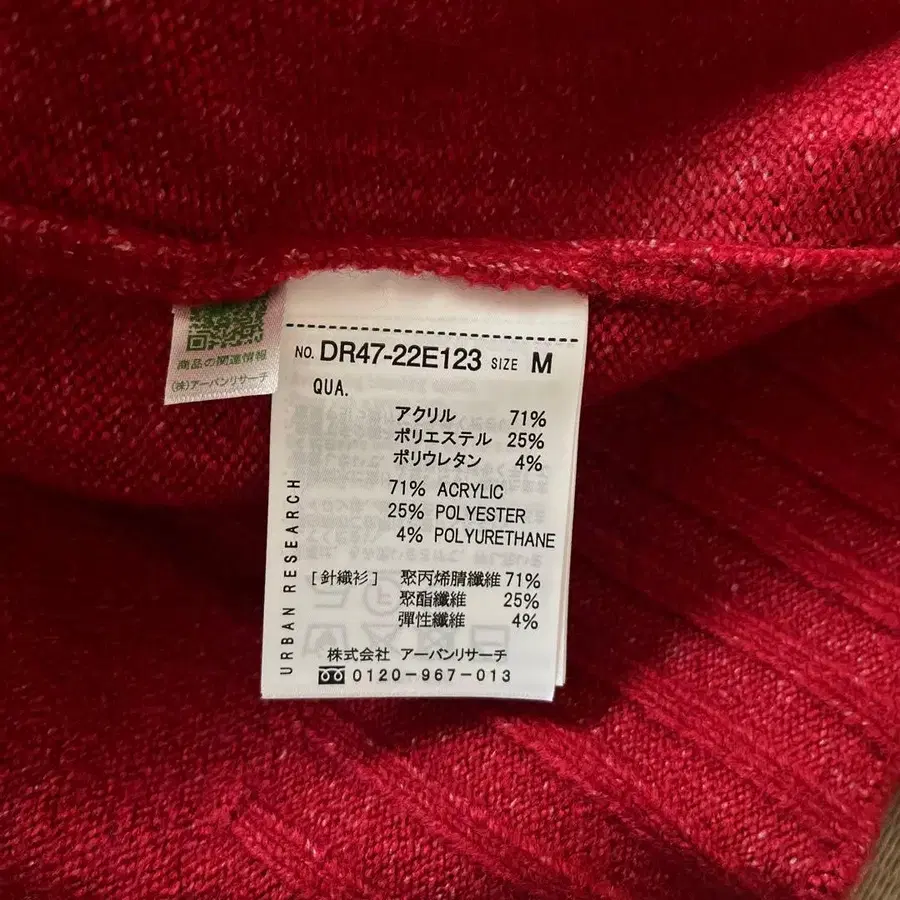 商品の関連情報
(株)アーバンリサーチ
NO. DR47-22E123 SIZE M
QUA.
アクリル 71%
ポリエステル 25%
ポリウレタン 4%
71% ACRYLIC
25% POLYESTER
4% POLYURETHANE
[針織衫] 聚丙烯腈纖維 71%
聚酯纖維 25%
彈性纖維 4%
株式会社 アーバンリサーチ
0120-967-013
URBAN RESEARCH